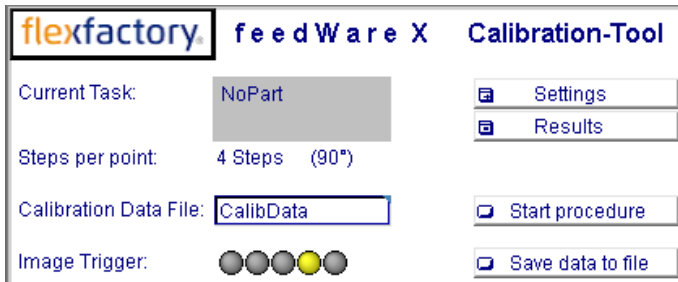 flexfactory. feedWare X Calibration-Tool
Current Task: NoPart Settings
Results
Steps per point: 4 Steps (90°)
Calibration Data File: CalibData Start procedure
Image Trigger: Save data to file